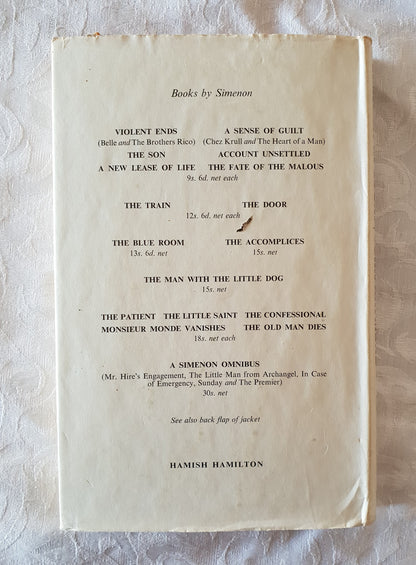 Books by Simenon
VIOLENT ENDS A SENSE OF GUILT
(Belle and The Brothers Rico) (Chez Krull and The Heart of a Man)
THE SON ACCOUNT UNSETTLED
A NEW LEASE OF LIFE THE FATE OF THE MALOUS
9s. 6d. net each
THE TRAIN THE DOOR
12s. 6d. net each
THE BLUE ROOM THE ACCOMPLICES
13s. 6d. net 15s. net
THE MAN WITH THE LITTLE DOG
15s. net
THE PATIENT THE LITTLE SAINT THE CONFESSIONAL
MONSIEUR MONDE VANISHES THE OLD MAN DIES
18s. net each
A SIMENON OMNIBUS
(Mr. Hire's Engagement, The Little Man from Archangel, In Case
of Emergency, Sunday and The Premier)
30s. net
See also back flap of jacket
HAMISH HAMILTON